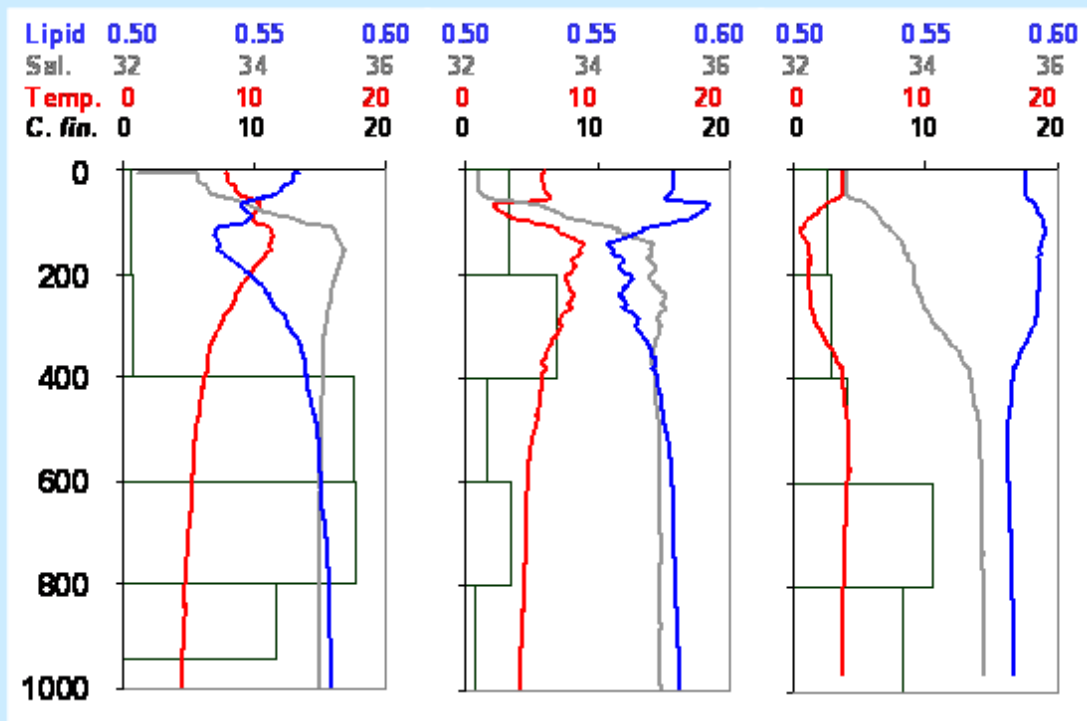 Lipid 0.50 0.55 0.60 0.50 0.55 0.60 0.50 0.55 0.60
Sal. 32 34 36 32 34 36 32 34 36
Temp. 0 10 20 0 10 20 0 10 20
C. fin. 0 10 20 0 10 20 0 10 20
0
200
400
600
800
1000